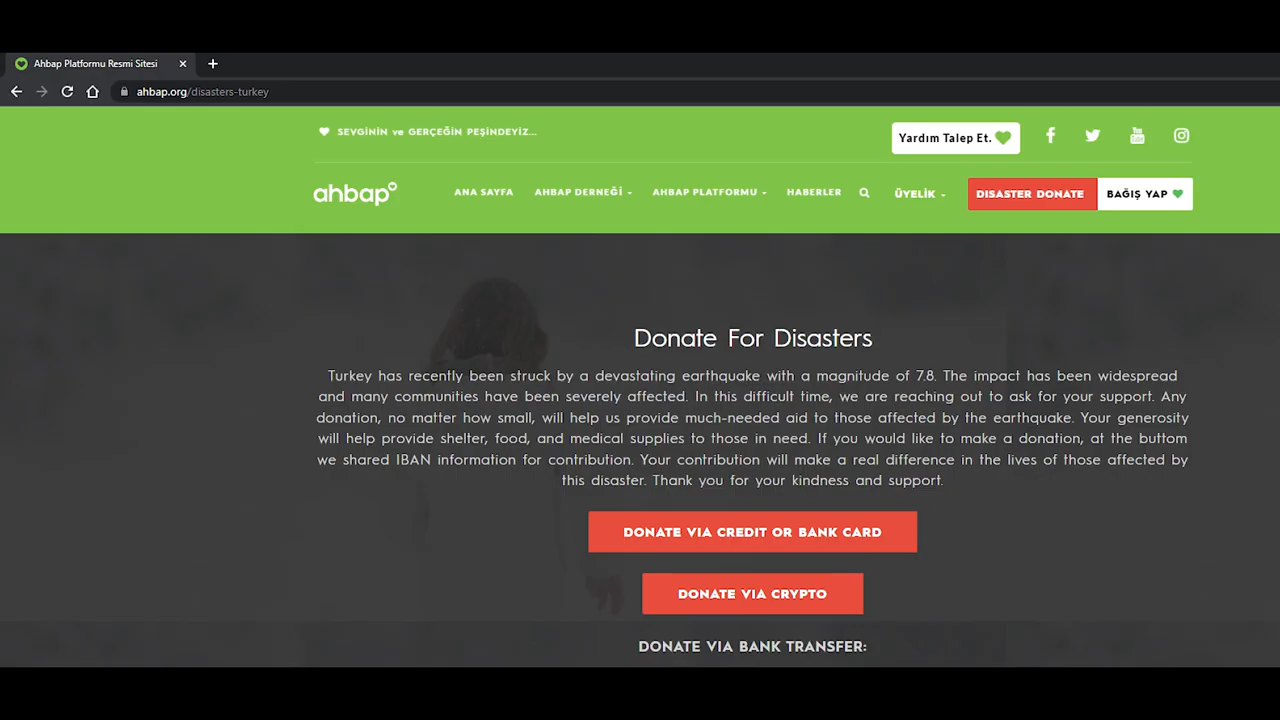 Ahbap Platformu Resmi Sitesi
ahbap.org/disasters-turkey
SEVGİNİN ve GERÇEĞİN PEŞİNDEYİZ...
Yardım Talep Et.
You Tube
ahbap
ANA SAYFA AHBAP DERNEĞİ AHBAP PLATFORMU HABERLER ÜYELİK DISASTER DONATE BAĞIŞ YAP
Donate For Disasters
Turkey has recently been struck by a devastating earthquake with a magnitude of 7.8. The impact has been widespread
and many communities have been severely affected. In this difficult time, we are reaching out to ask for your support. Any
donation, no matter how small, will help us provide much-needed aid to those affected by the earthquake. Your generosity
will help provide shelter, food, and medical supplies to those in need. If you would like to make a donation, at the buttom
we shared IBAN information for contribution. Your contribution will make a real difference in the lives of those affected by
this disaster. Thank you for your kindness and support.
DONATE VIA CREDIT OR BANK CARD
DONATE VIA CRYPTO
DONATE VIA BANK TRANSFER: